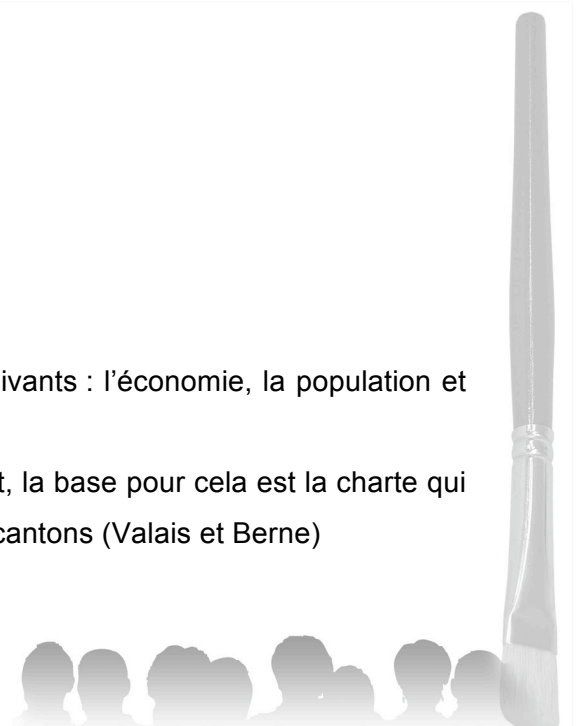 ivants : l’économie, la population et
t, la base pour cela est la charte qui
cantons (Valais et Berne)